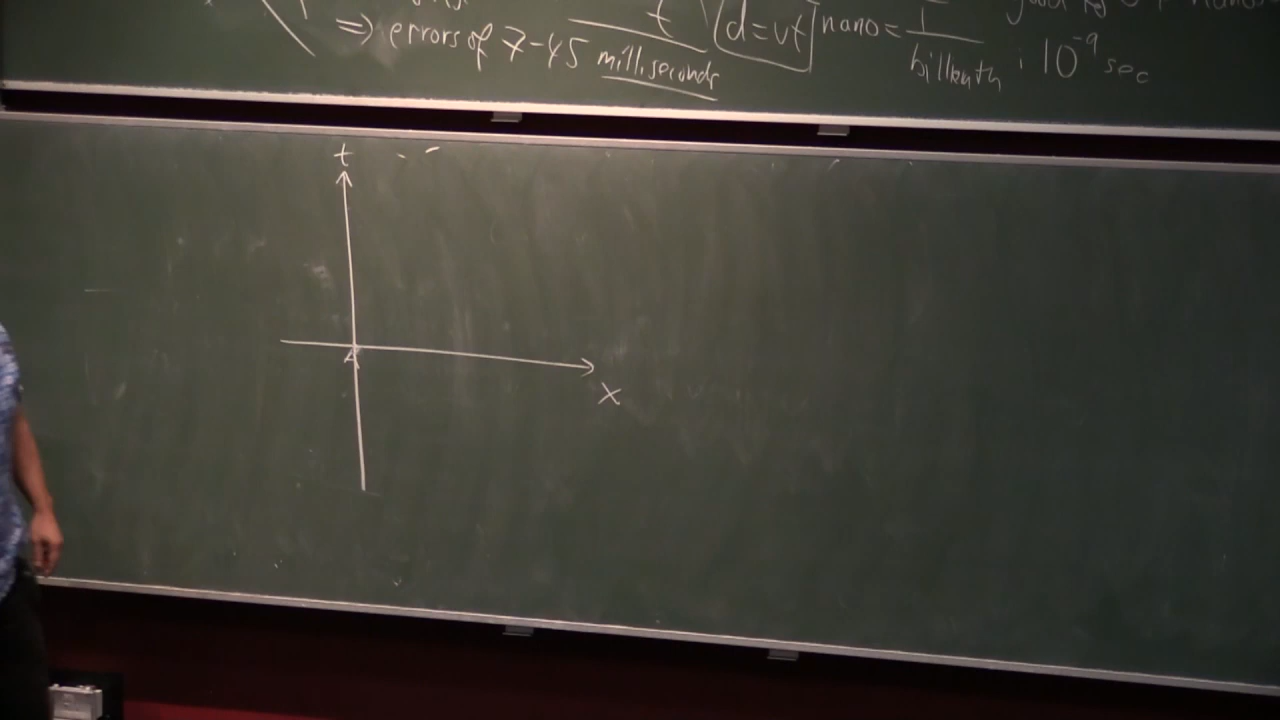 t
=> errors of 7-45 milliseconds
d=vt
nano = 1
billionth
10^-9 sec
t
x